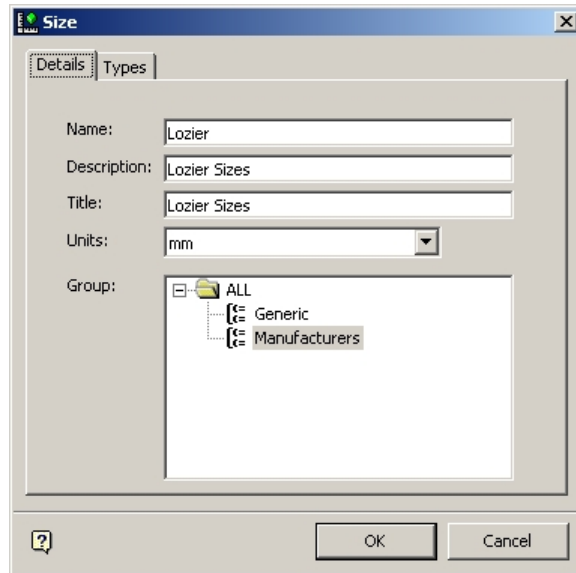 Size
Details Types
Name: Lozier
Description: Lozier Sizes
Title: Lozier Sizes
Units: mm
Group: ALL
Generic
Manufacturers
OK Cancel